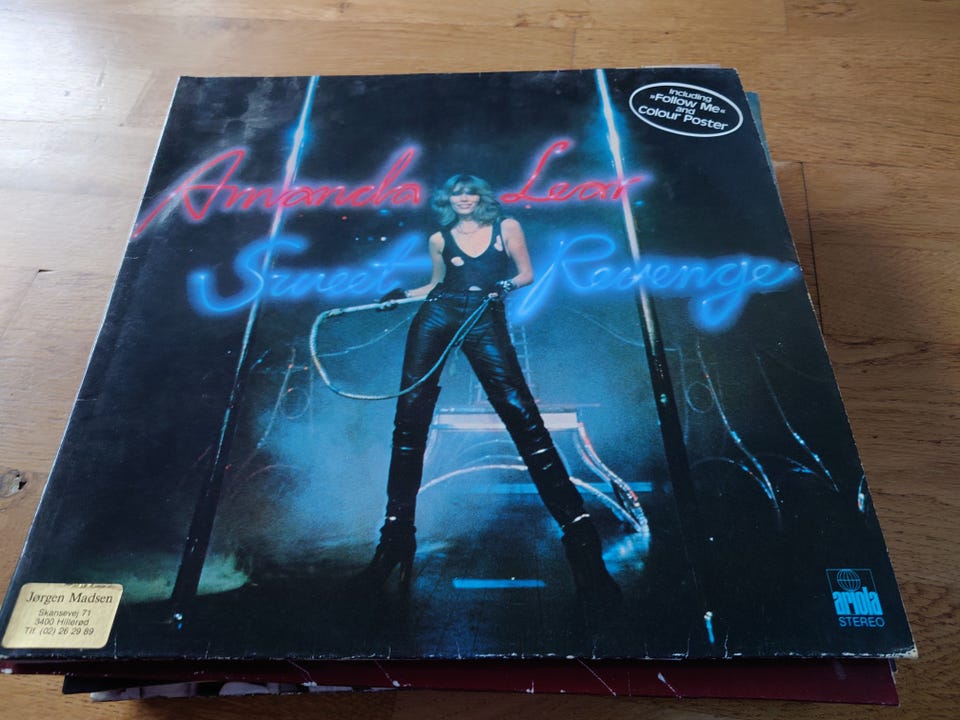 Including
»Follow Me«
and
Colour Poster
Amanda Lear
Sweet Revenge
Jørgen Madsen
Skansevej 71
3400 Hillerød
Tlf. (02) 26 29 89
ariola
STEREO